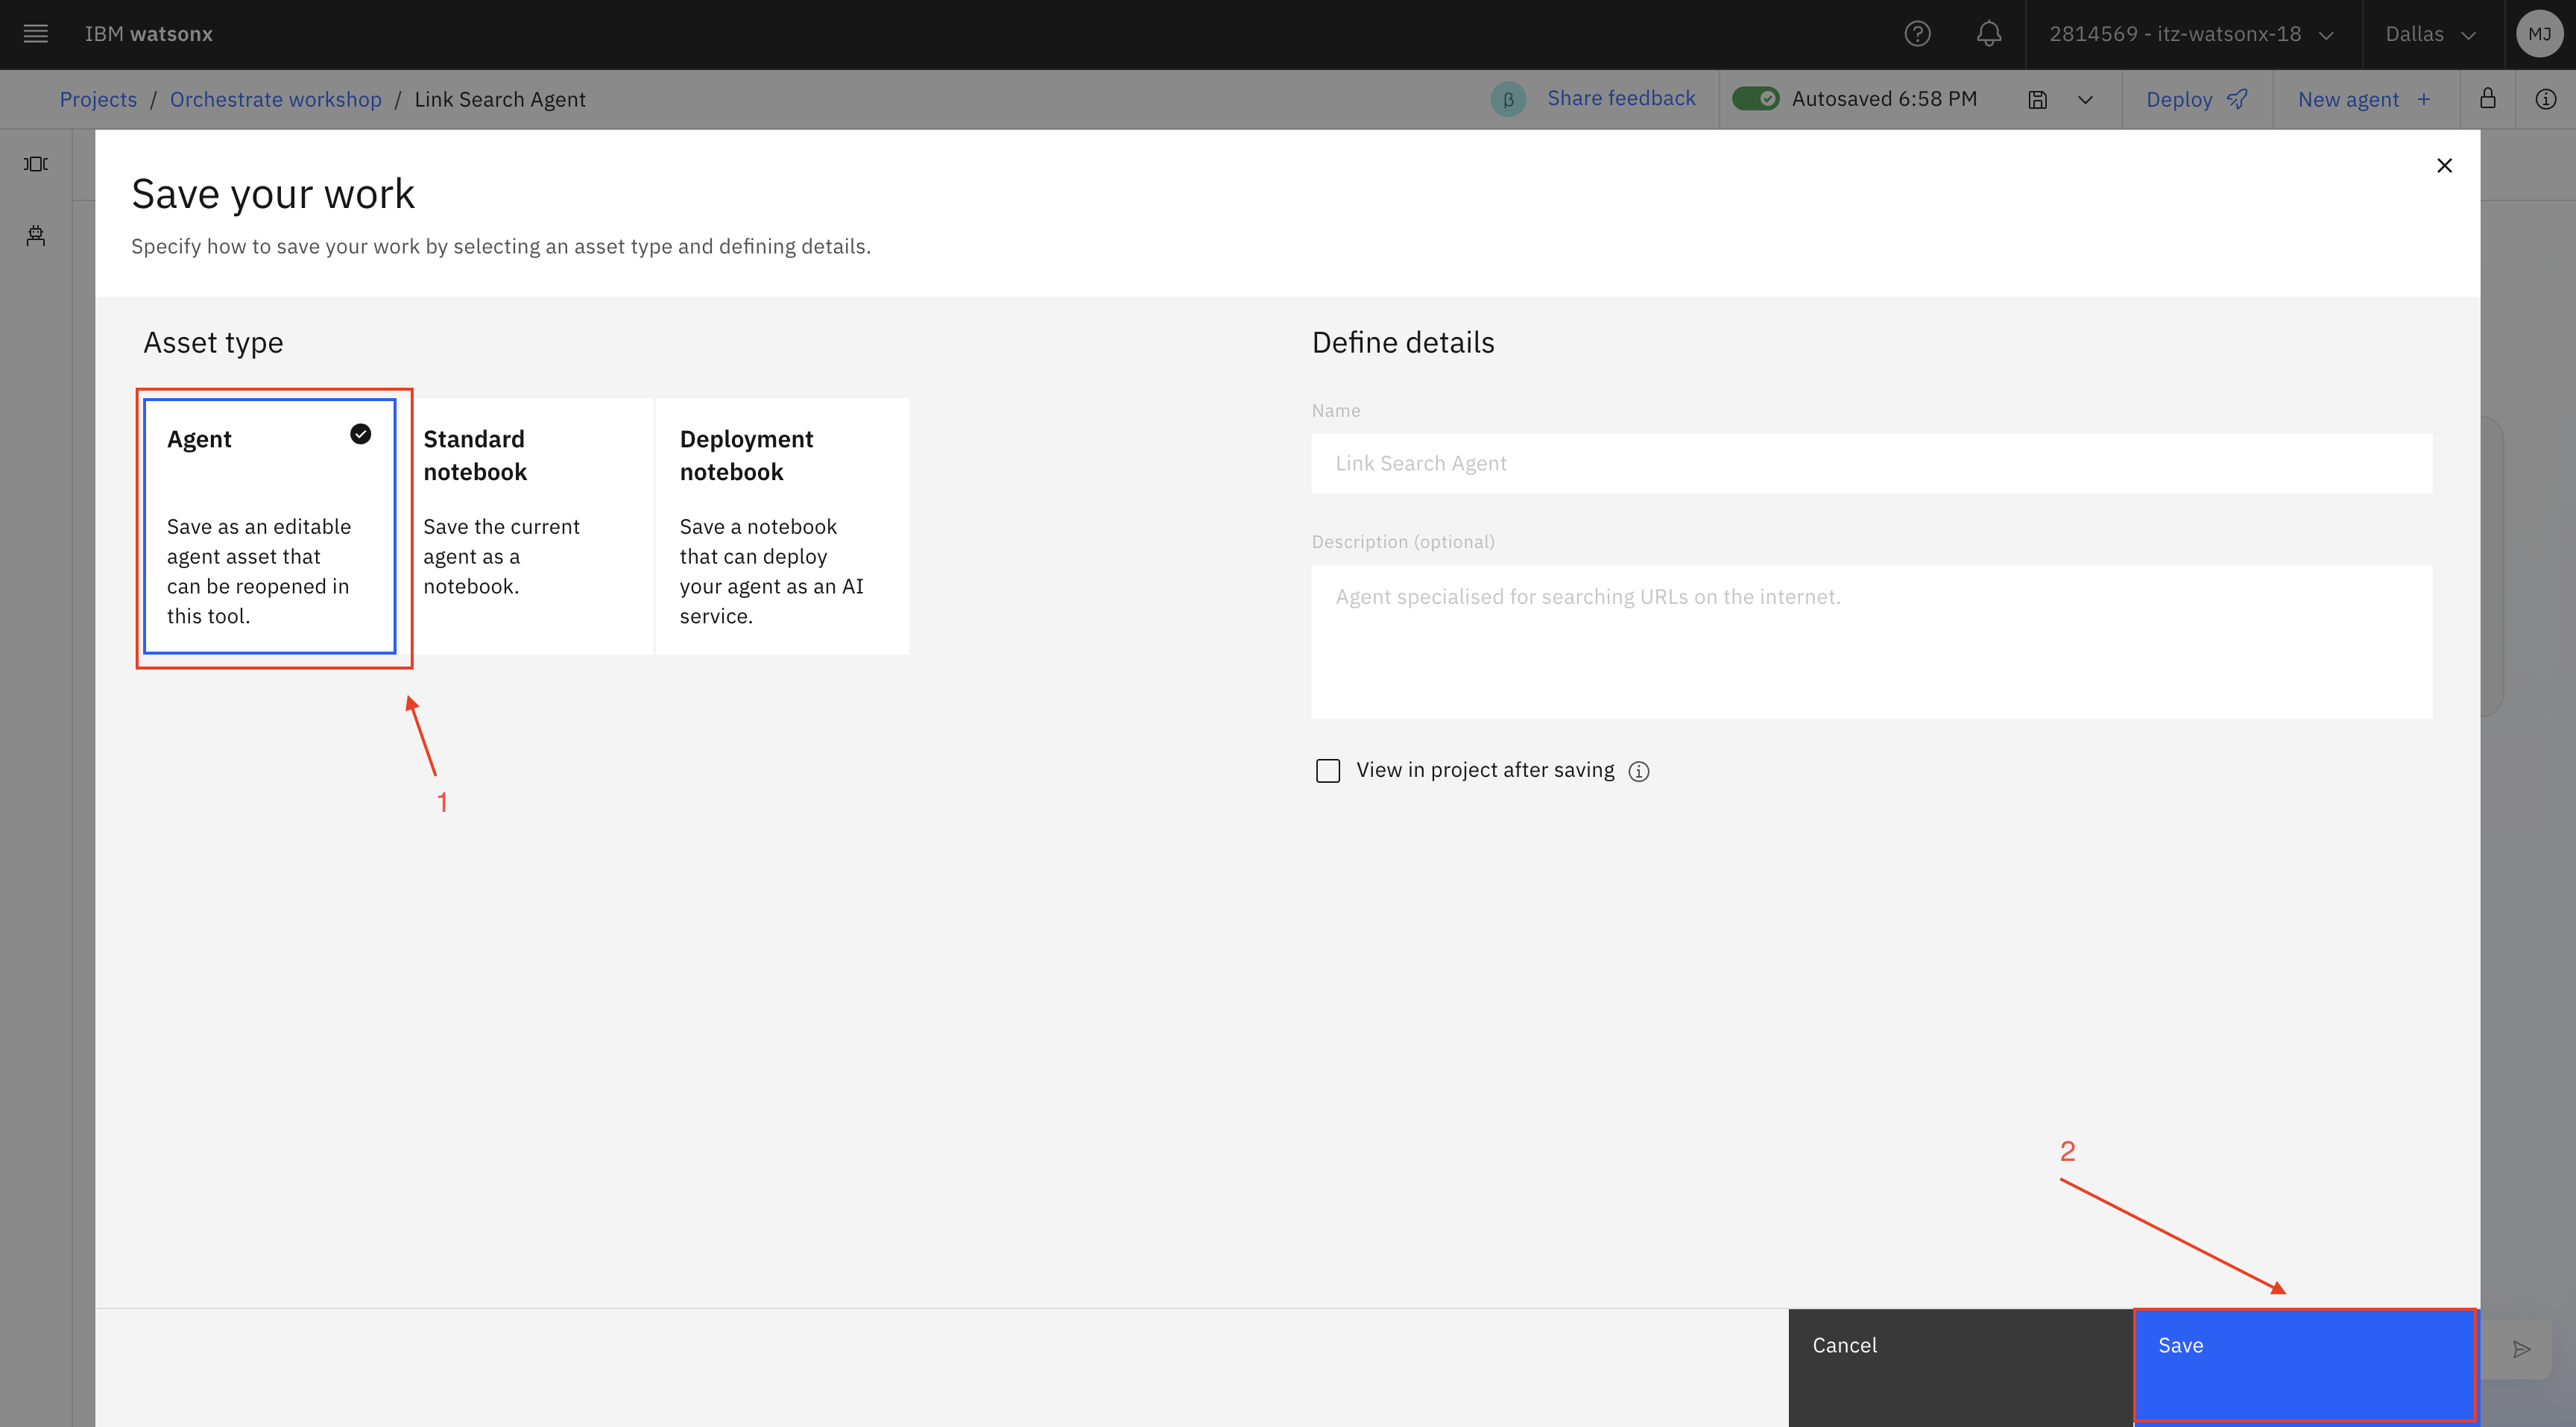 IBM watsonx
2814569 - itz-watsonx-18
Dallas
MJ
Projects / Orchestrate workshop / Link Search Agent
β Share feedback
Autosaved 6:58 PM
Deploy
New agent +
Save your work
Specify how to save your work by selecting an asset type and defining details.
Asset type
Agent
Save as an editable
agent asset that
can be reopened in
this tool.
Standard
notebook
Save the current
agent as a
notebook.
Deployment
notebook
Save a notebook
that can deploy
your agent as an AI
service.
1
Define details
Name
Link Search Agent
Description (optional)
Agent specialised for searching URLs on the internet.
View in project after saving
2
Cancel
Save